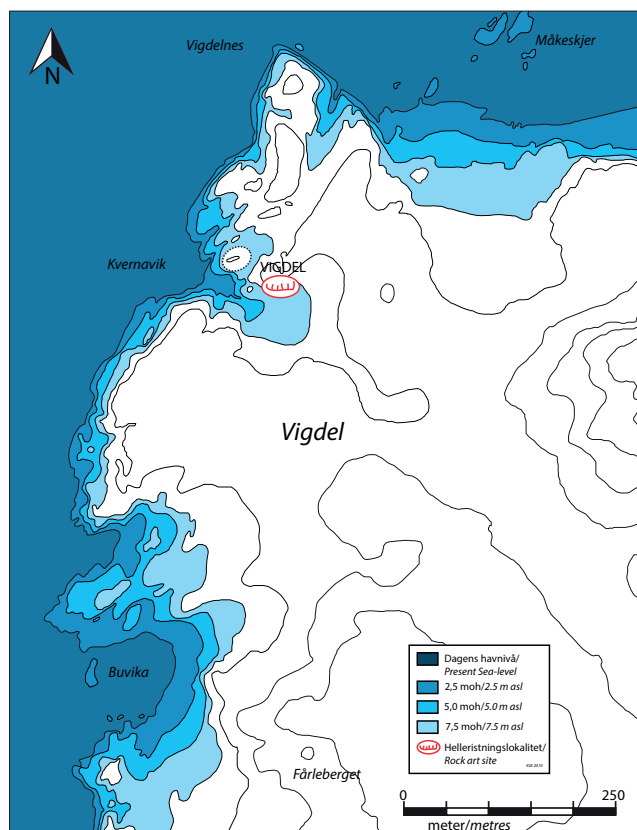 Vigdelnes
Måkeskjer
N
Kvernavik
VIGDEL
Vigdel
Buvika
Fårleberget
Dagens havnivå/
Present Sea-level
2,5 moh/2.5 m asl
5,0 moh/5.0 m asl
7,5 moh/7.5 m asl
Helleristningslokalitet/
Rock art site
KSE 2010
0 250
meter/metres